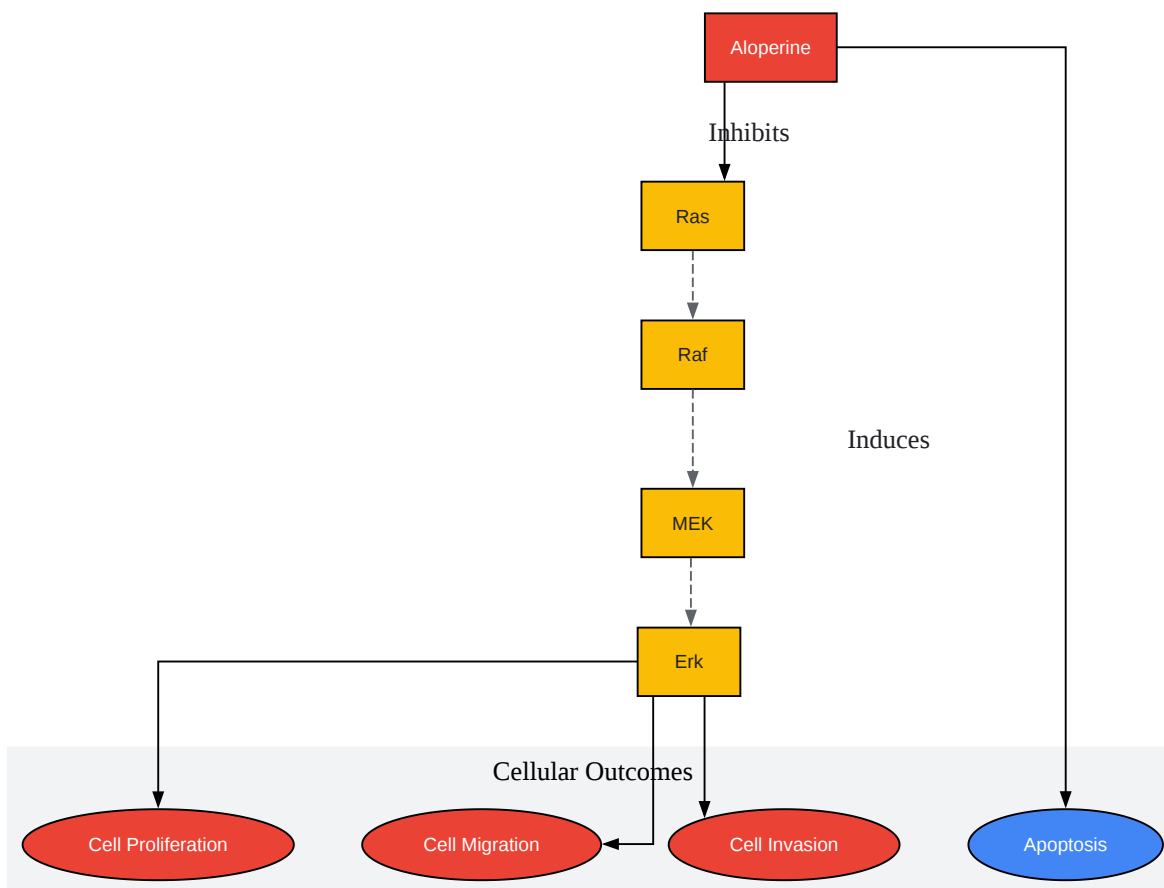 Aloperine
Inhibits
Ras
Raf
Induces
MEK
Erk
Cellular Outcomes
Cell Proliferation
Cell Migration
Cell Invasion
Apoptosis